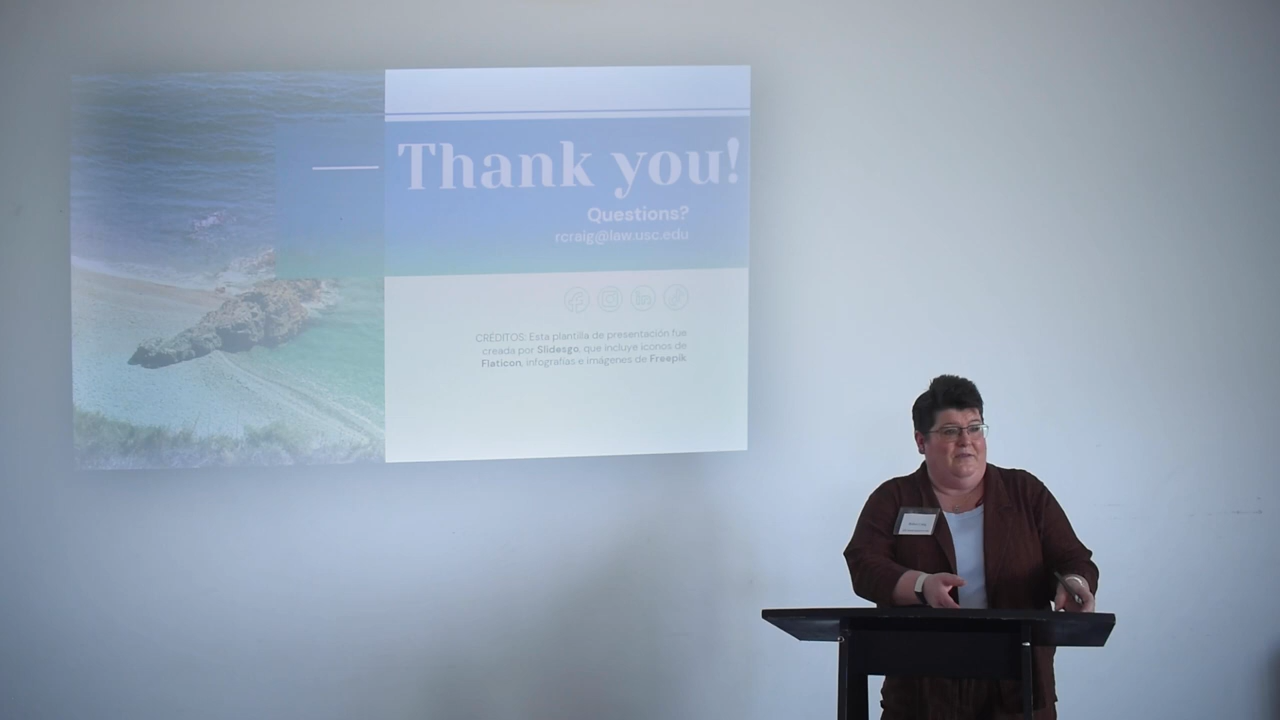 Thank you!
Questions?
rcraig@law.usc.edu
CRÉDITOS: Esta plantilla de presentación fue
creada por Slidesgo, que incluye iconos de
Flaticon, infografías e imágenes de Freepik